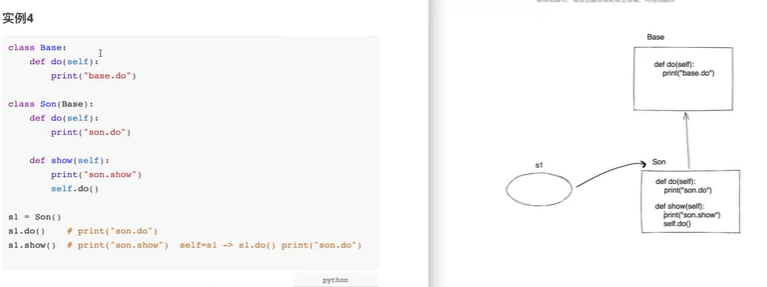 实例4
class Base:
    def do(self):
        print("base.do")
class Son(Base):
    def do(self):
        print("son.do")
    def show(self):
        print("son.show")
        self.do()
s1 = Son()
s1.do()    # print("son.do")
s1.show()  # print("son.show")  self=s1 -> s1.do() print("son.do")
python
Base
def do(self):
    print("base.do")
s1
Son
def do(self):
    print("son.do")
def show(self):
    print("son.show")
    self.do()